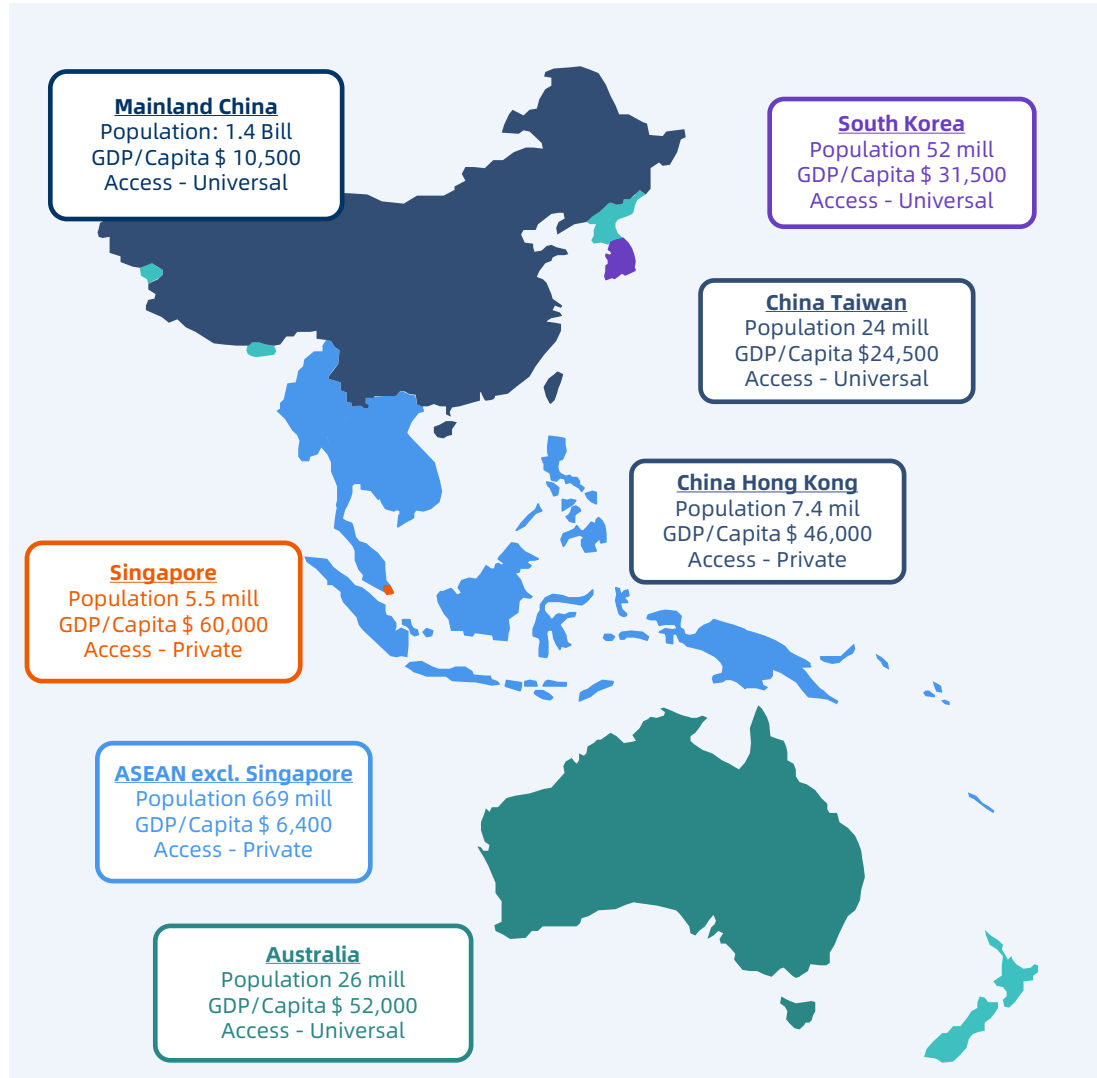 Mainland China
Population: 1.4 Bill
GDP/Capita $ 10,500
Access - Universal
South Korea
Population 52 mill
GDP/Capita $ 31,500
Access - Universal
China Taiwan
Population 24 mill
GDP/Capita $24,500
Access - Universal
China Hong Kong
Population 7.4 mil
GDP/Capita $ 46,000
Access - Private
Singapore
Population 5.5 mill
GDP/Capita $ 60,000
Access - Private
ASEAN excl. Singapore
Population 669 mill
GDP/Capita $ 6,400
Access - Private
Australia
Population 26 mill
GDP/Capita $ 52,000
Access - Universal